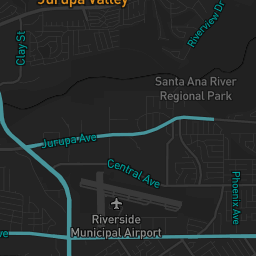 Jurupa Valley
Clay St
Riverview Dr
Santa Ana River
Regional Park
Jurupa Ave
Central Ave
Phoenix Ave
Riverside
Municipal Airport